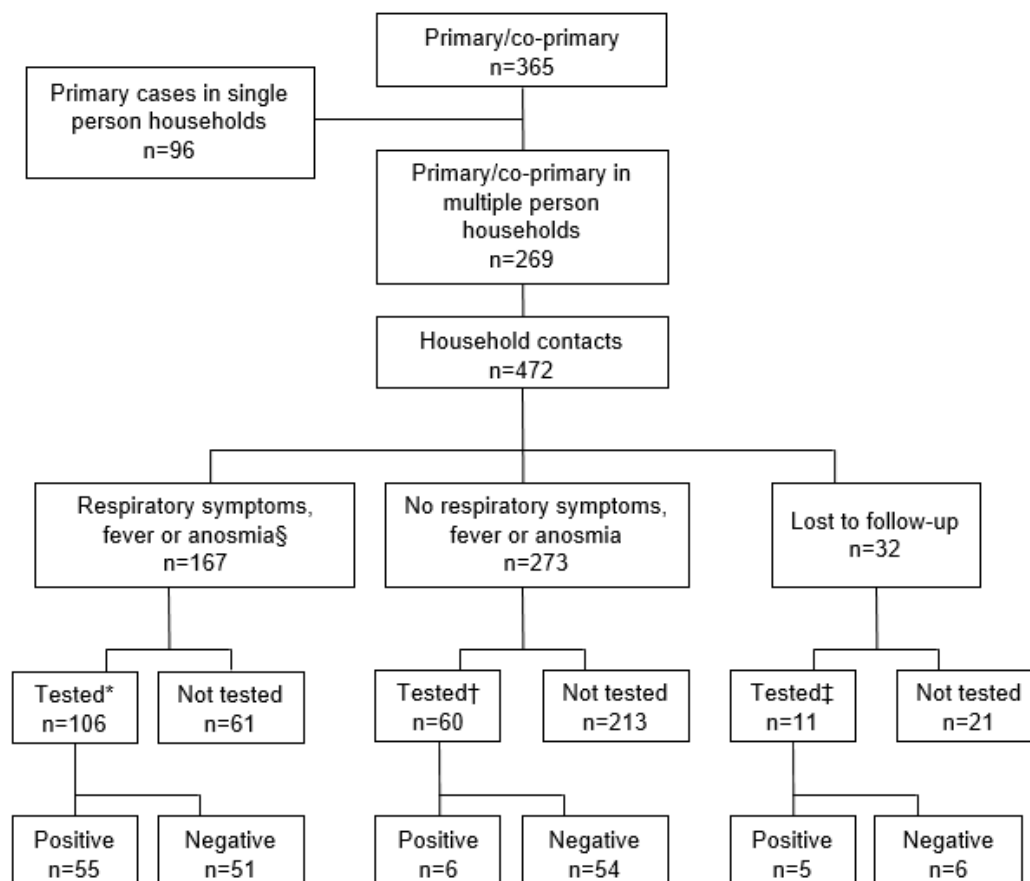 Primary/co-primary
n=365
Primary cases in single
person households
n=96
Primary/co-primary in
multiple person
households
n=269
Household contacts
n=472
Respiratory symptoms,
fever or anosmia§
n=167
No respiratory symptoms,
fever or anosmia
n=273
Lost to follow-up
n=32
Tested*
n=106
Not tested
n=61
Tested†
n=60
Not tested
n=213
Tested‡
n=11
Not tested
n=21
Positive
n=55
Negative
n=51
Positive
n=6
Negative
n=54
Positive
n=5
Negative
n=6